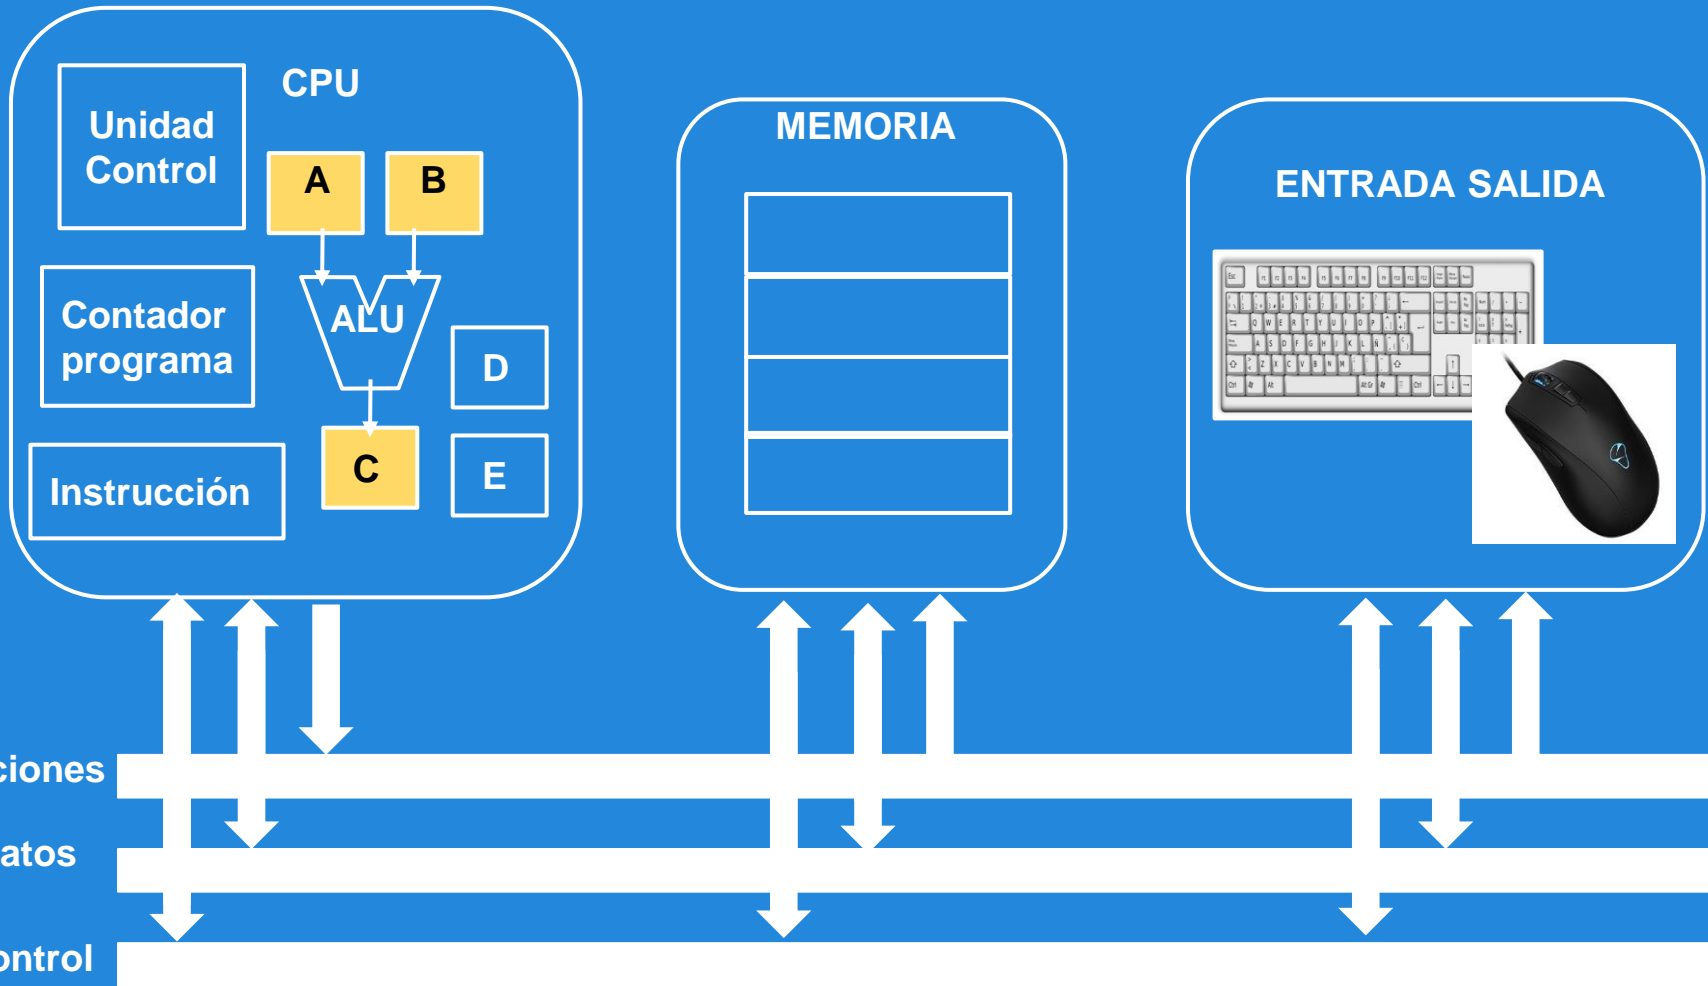 CPU
Unidad
Control
A
B
Contador
programa
ALU
D
C
E
Instrucción
MEMORIA
ENTRADA SALIDA
ciones
atos
ontrol